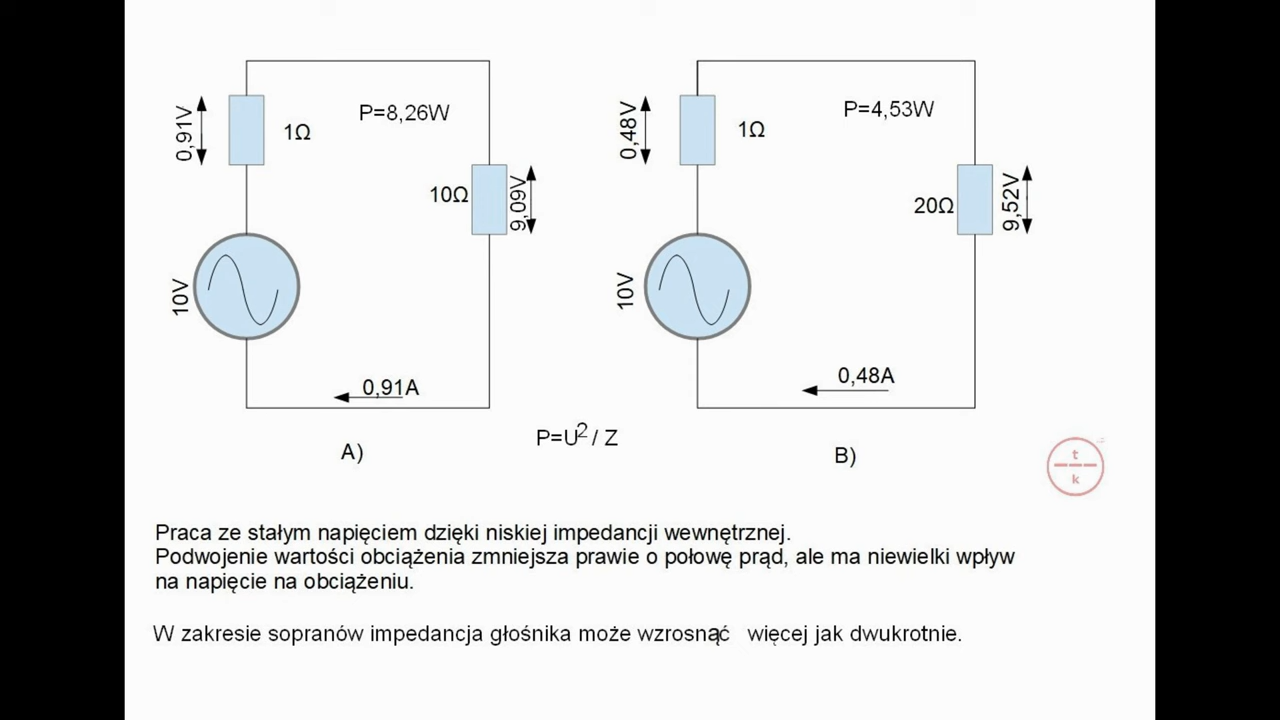 0,91V
1Ω
P=8,26W
10Ω
9,09V
10V
0,91A
A)
0,48V
1Ω
P=4,53W
20Ω
9,52V
10V
0,48A
B)
P=U2 / Z
t
k
Praca ze stałym napięciem dzięki niskiej impedancji wewnętrznej.
Podwojenie wartości obciążenia zmniejsza prawie o połowę prąd, ale ma niewielki wpływ
na napięcie na obciążeniu.
W zakresie sopranów impedancja głośnika może wzrosnąć więcej jak dwukrotnie.